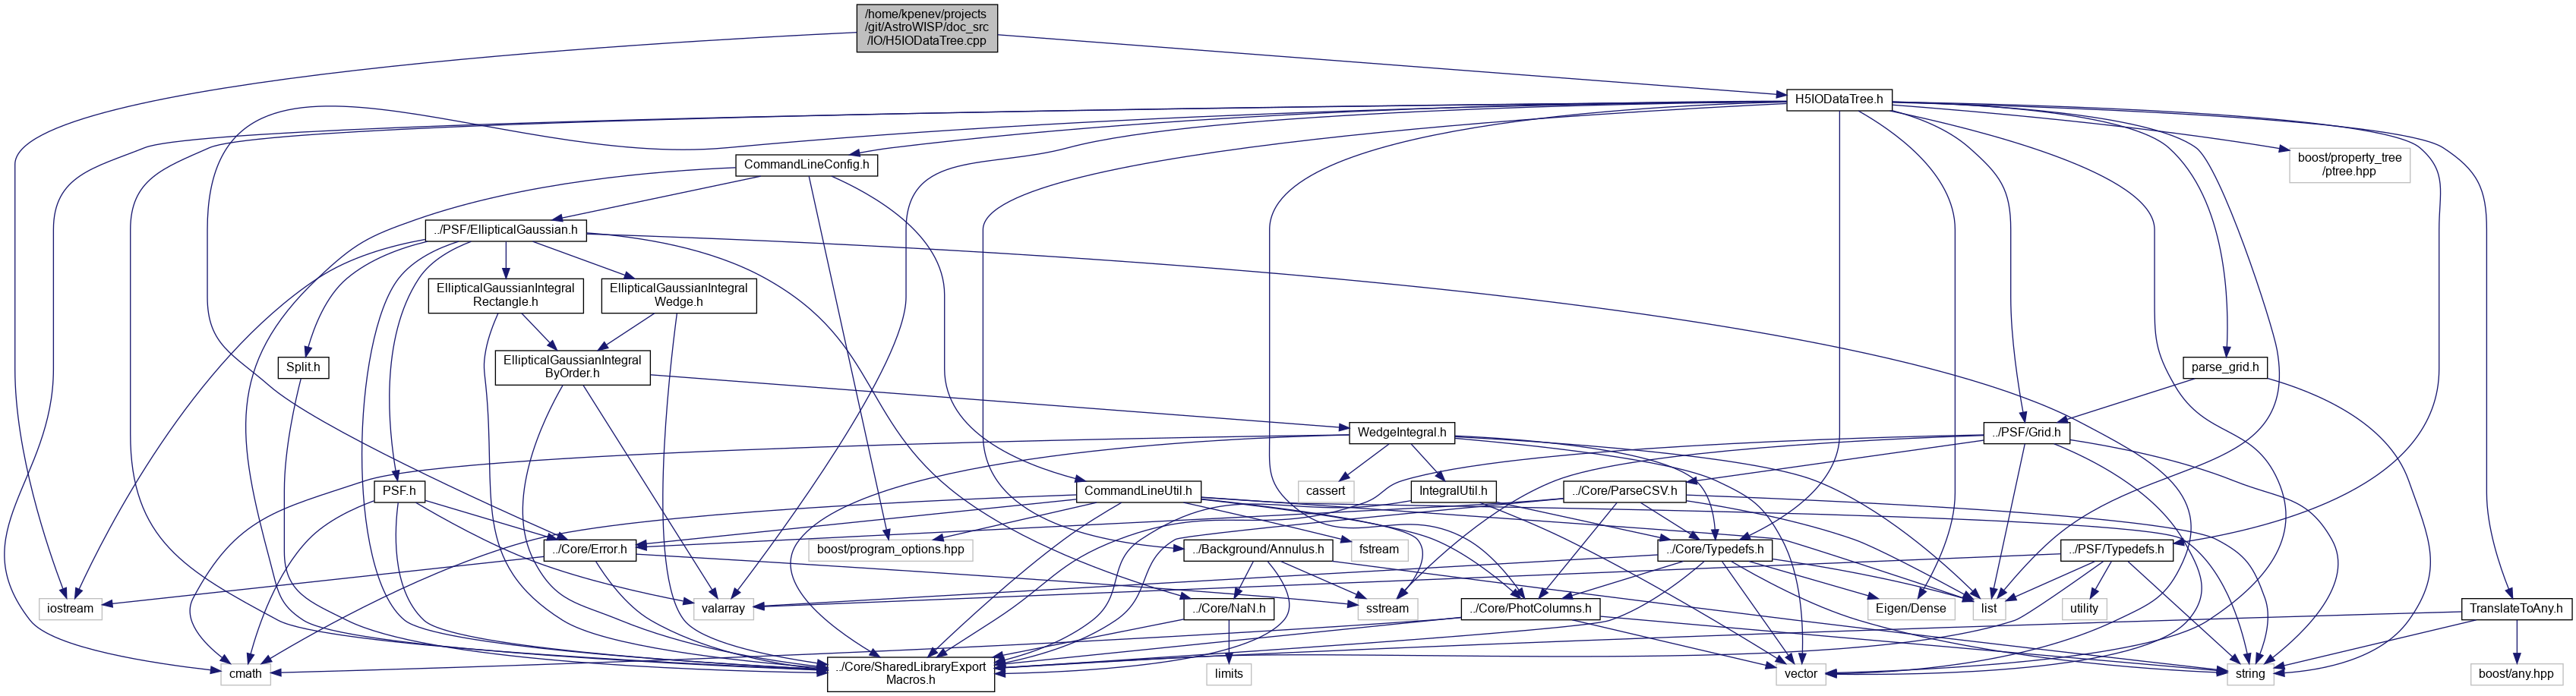 /home/kpenev/projects
/git/AstroWISP/doc_src
/IO/H5IODataTree.cpp
H5IODataTree.h
CommandLineConfig.h
boost/property_tree
/ptree.hpp
../PSF/EllipticalGaussian.h
EllipticalGaussianIntegral
Rectangle.h
EllipticalGaussianIntegral
Wedge.h
Split.h
EllipticalGaussianIntegral
ByOrder.h
parse_grid.h
WedgeIntegral.h
../PSF/Grid.h
PSF.h
CommandLineUtil.h
cassert
IntegralUtil.h
../Core/ParseCSV.h
../Core/Error.h
boost/program_options.hpp
../Background/Annulus.h
fstream
../Core/Typedefs.h
../PSF/Typedefs.h
iostream
valarray
sstream
../Core/NaN.h
../Core/PhotColumns.h
Eigen/Dense
list
utility
TranslateToAny.h
cmath
../Core/SharedLibraryExport
Macros.h
limits
vector
string
boost/any.hpp